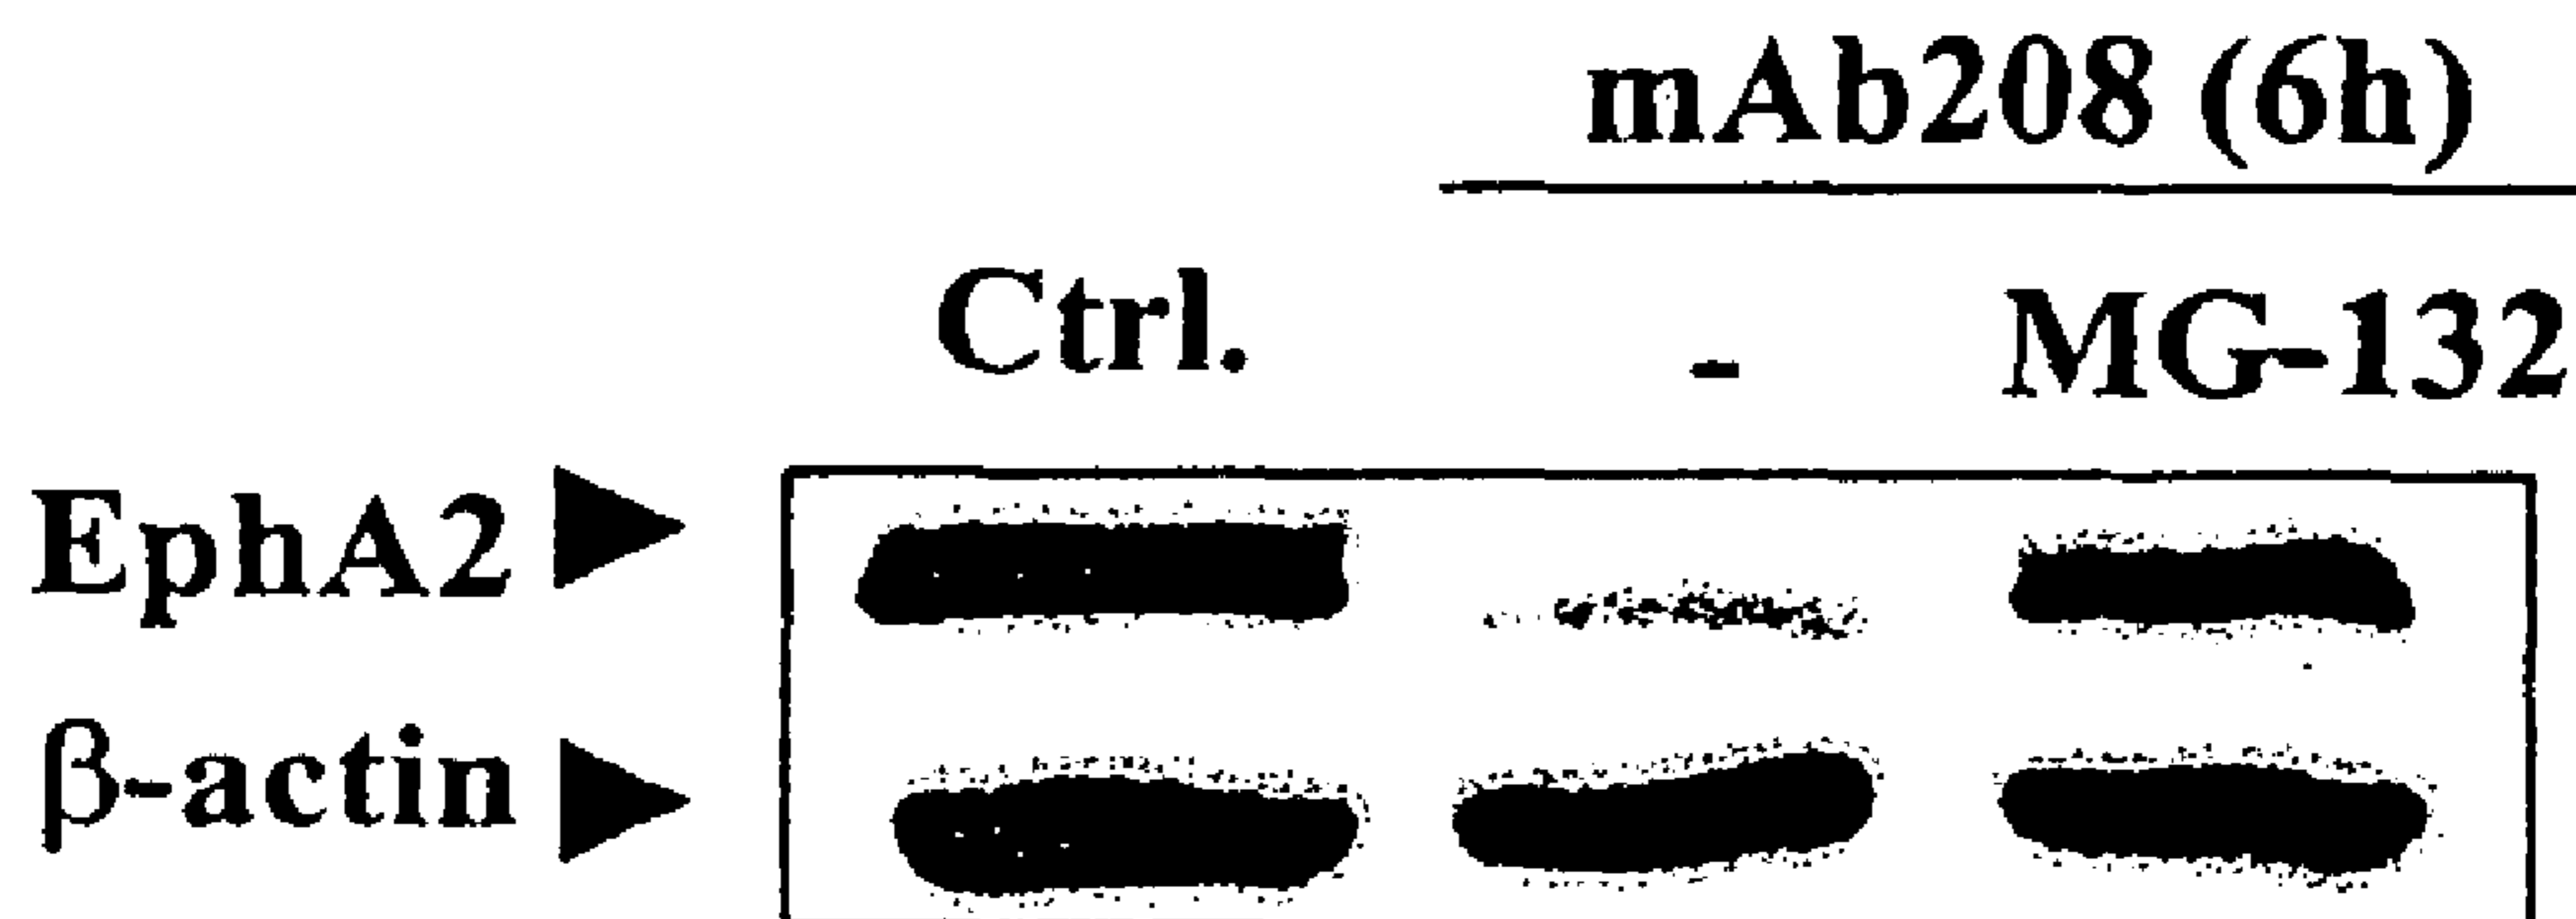 mAb208 (6h)
Ctrl. - MG-132
EphA2
β-actin